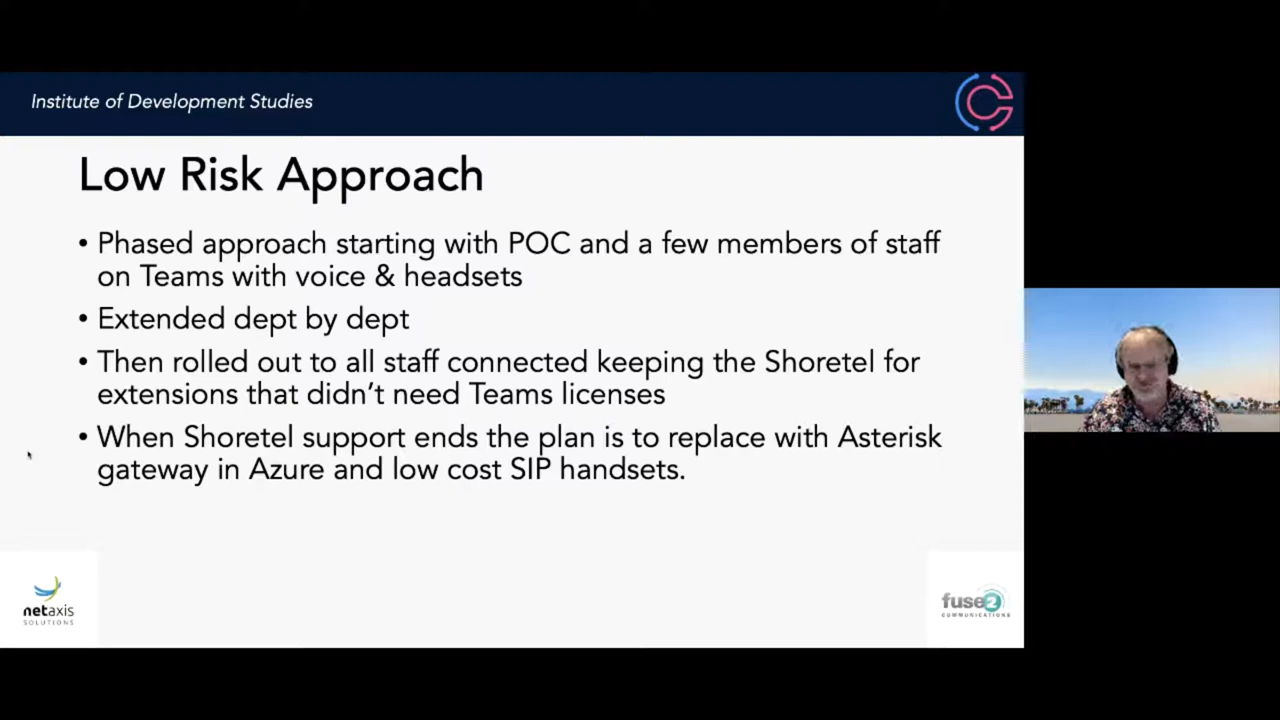 Institute of Development Studies
Low Risk Approach
• Phased approach starting with POC and a few members of staff
on Teams with voice & headsets
• Extended dept by dept
• Then rolled out to all staff connected keeping the Shoretel for
extensions that didn’t need Teams licenses
• When Shoretel support ends the plan is to replace with Asterisk
gateway in Azure and low cost SIP handsets.
netaxis
SOLUTIONS
fuse2
COMMUNICATIONS